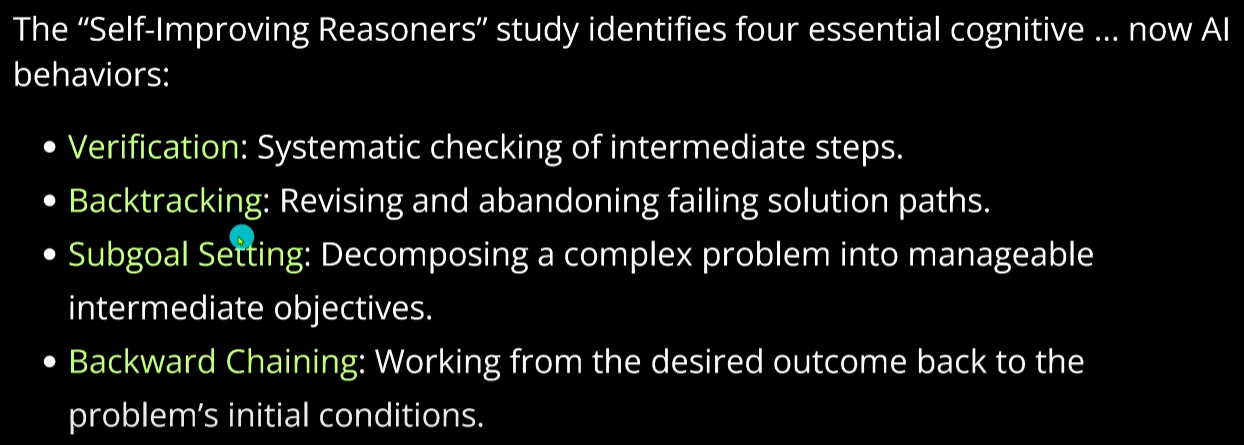 The “Self-Improving Reasoners” study identifies four essential cognitive ... now AI
behaviors:
• Verification: Systematic checking of intermediate steps.
• Backtracking: Revising and abandoning failing solution paths.
• Subgoal Setting: Decomposing a complex problem into manageable
intermediate objectives.
• Backward Chaining: Working from the desired outcome back to the
problem’s initial conditions.